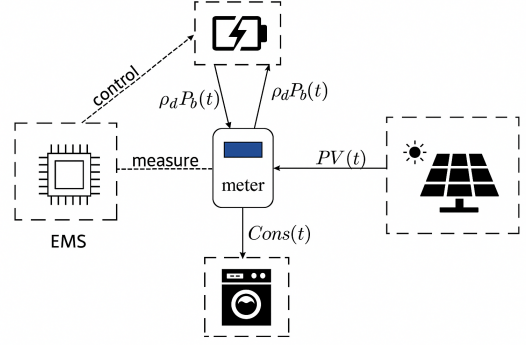 control
ρ_d P_b(t)
ρ_d P_b(t)
measure
PV(t)
meter
EMS
Cons(t)